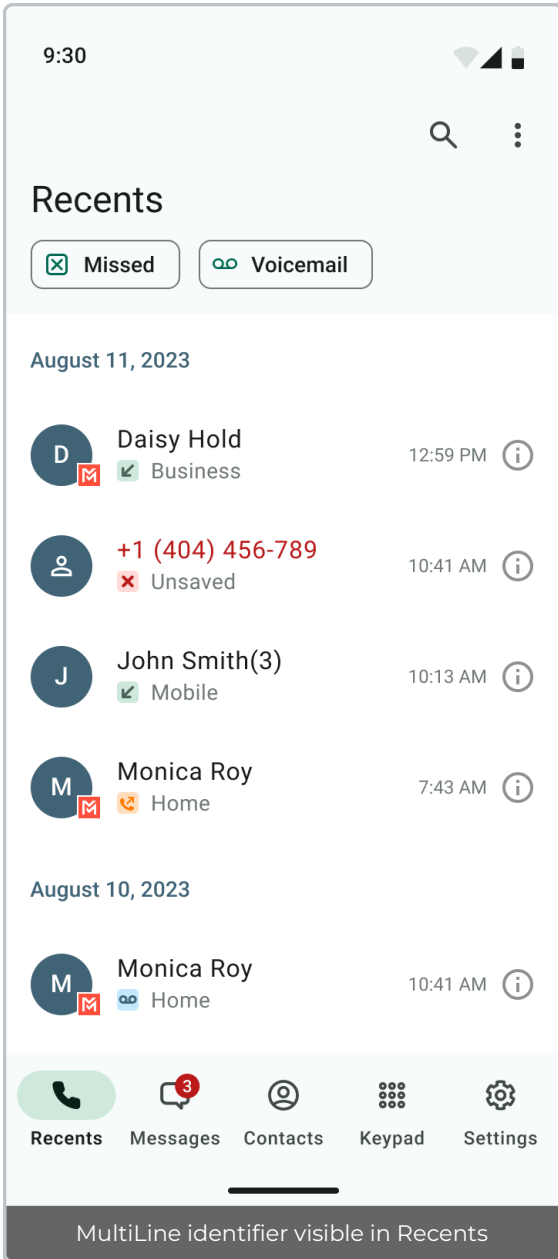 9:30
Recents
Missed
Voicemail
August 11, 2023
D
Daisy Hold
Business
12:59 PM
+1 (404) 456-789
Unsaved
10:41 AM
J
John Smith(3)
Mobile
10:13 AM
M
Monica Roy
Home
7:43 AM
August 10, 2023
M
Monica Roy
Home
10:41 AM
3
Recents Messages Contacts Keypad Settings
MultiLine identifier visible in Recents